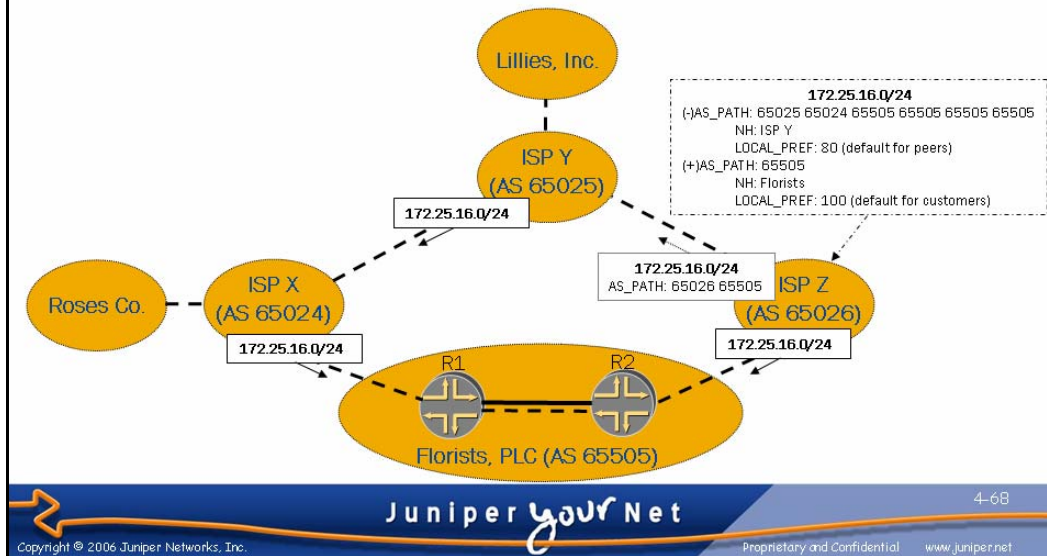 Lillies, Inc.
172.25.16.0/24
(-)AS_PATH: 65025 65024 65505 65505 65505 65505
NH: ISP Y
LOCAL_PREF: 80 (default for peers)
(+)AS_PATH: 65505
NH: Florists
LOCAL_PREF: 100 (default for customers)
ISP Y
(AS 65025)
172.25.16.0/24
172.25.16.0/24
AS_PATH: 65026 65505
Roses Co.
ISP X
(AS 65024)
ISP Z
(AS 65026)
172.25.16.0/24
172.25.16.0/24
R1
R2
Florists, PLC (AS 65505)
Juniper your Net
4-68
Copyright © 2006 Juniper Networks, Inc.
Proprietary and Confidential
www.juniper.net